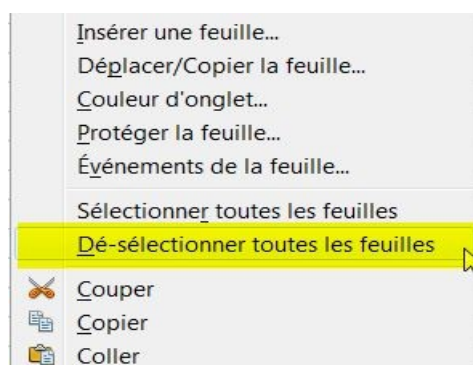 Insérer une feuille...
Déplacer/Copier la feuille...
Couleur d'onglet...
Protéger la feuille...
Événements de la feuille...
Sélectionner toutes les feuilles
Dé-sélectionner toutes les feuilles
Couper
Copier
Coller